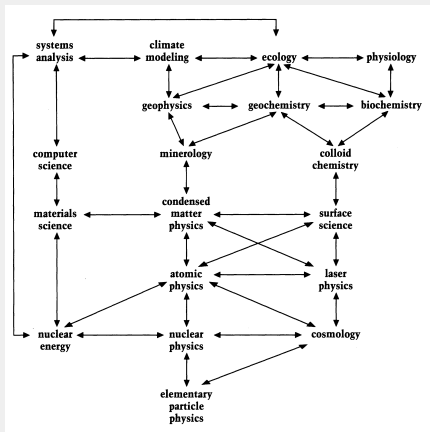 systems
analysis
climate
modeling
ecology
physiology
geophysics
geochemistry
biochemistry
computer
science
minerology
colloid
chemistry
materials
science
condensed
matter
physics
surface
science
atomic
physics
laser
physics
nuclear
energy
nuclear
physics
cosmology
elementary
particle
physics